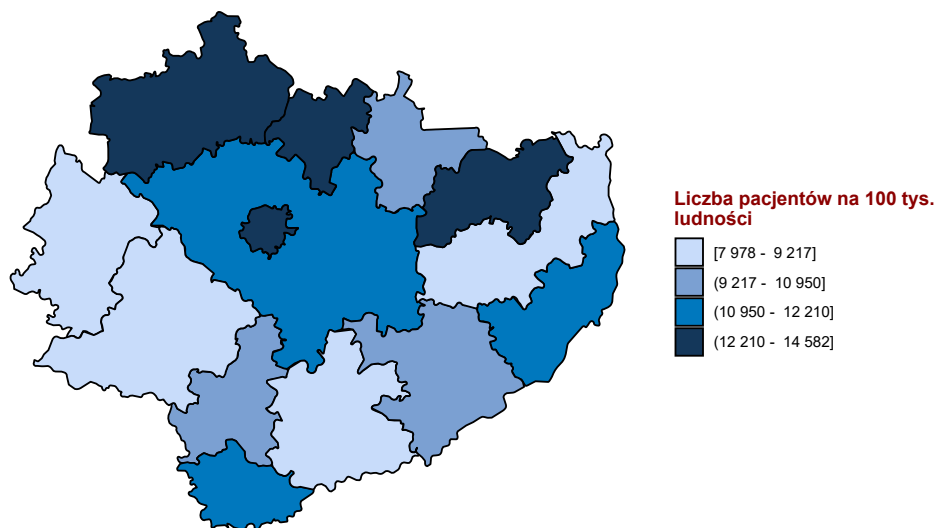 Liczba pacjentów na 100 tys.
ludności
[7 978 - 9 217]
(9 217 - 10 950]
(10 950 - 12 210]
(12 210 - 14 582]